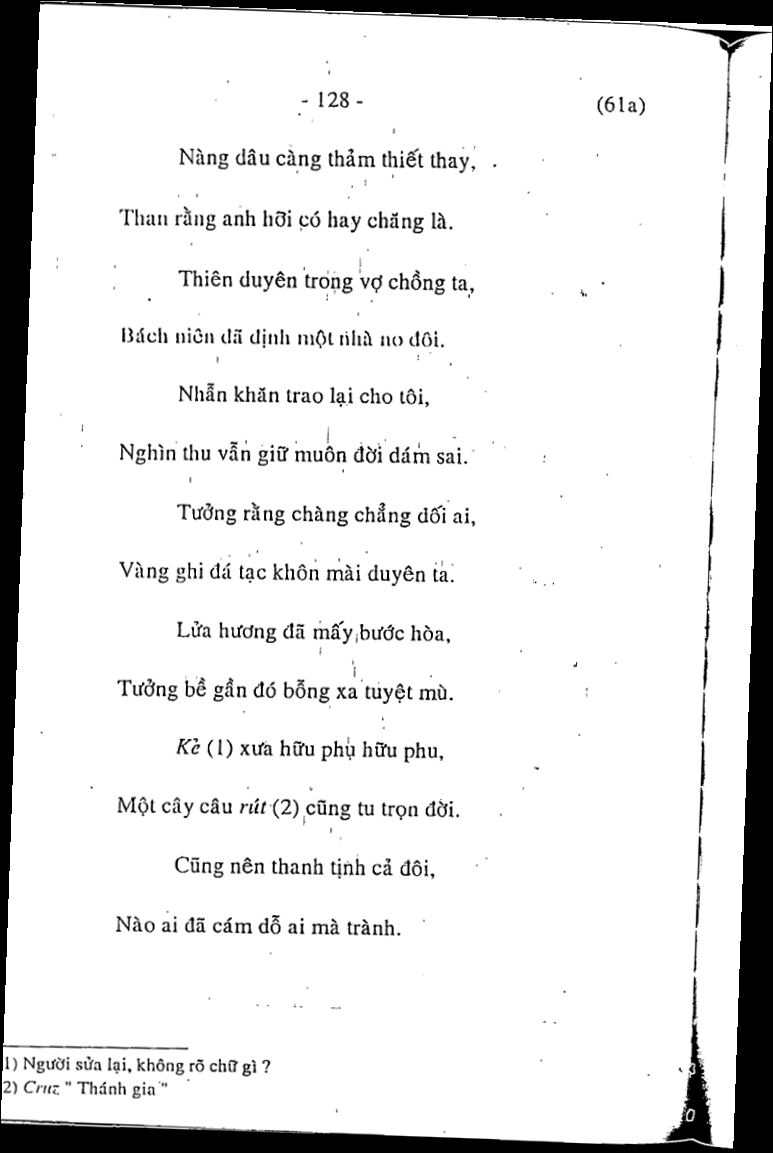 - 128 - (61a)
Nàng dâu càng thảm thiết thay,
Than rằng anh hỡi có hay chăng là.
Thiên duyên trong vợ chồng ta,
Bách niên đã định một nhà no đôi.
Nhẫn khăn trao lại cho tôi,
Nghìn thu vẫn giữ muôn đời dám sai.
Tưởng rằng chàng chẳng dối ai,
Vàng ghi đá tạc khôn mài duyên ta.
Lửa hương đã mấy bước hòa,
Tưởng bề gần đó bỗng xa tuyệt mù.
Kẻ (1) xưa hữu phụ hữu phu,
Một cây câu rút (2) cũng tu trọn đời.
Cũng nên thanh tịnh cả đôi,
Nào ai đã cám dỗ ai mà trành.
1) Người sửa lại, không rõ chữ gì ?
2) Cruz " Thánh gia "